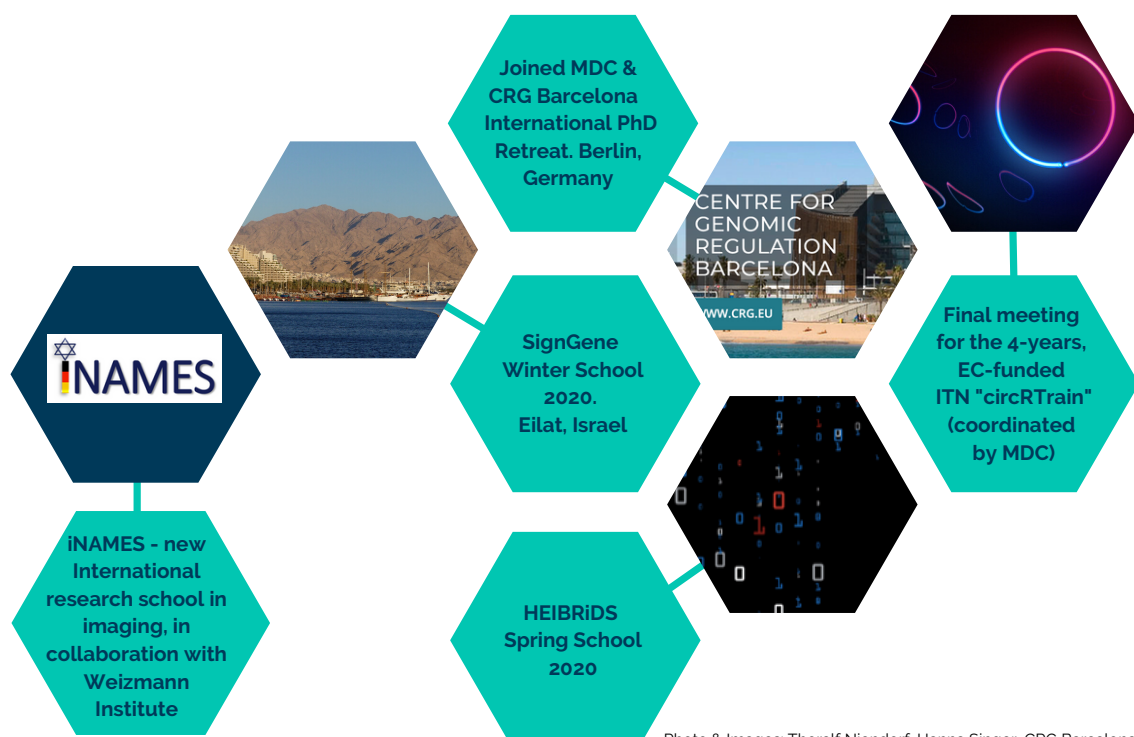 Joined MDC &
CRG Barcelona
International PhD
Retreat. Berlin,
Germany
CENTRE FOR
GENOMIC
REGULATION
BARCELONA
WWW.CRG.EU
iNAMES
SignGene
Winter School
2020.
Eilat, Israel
Final meeting
for the 4-years,
EC-funded
ITN "circRTrain"
(coordinated
by MDC)
iNAMES - new
International
research school in
imaging, in
collaboration with
Weizmann
Institute
HEIBRiDS
Spring School
2020